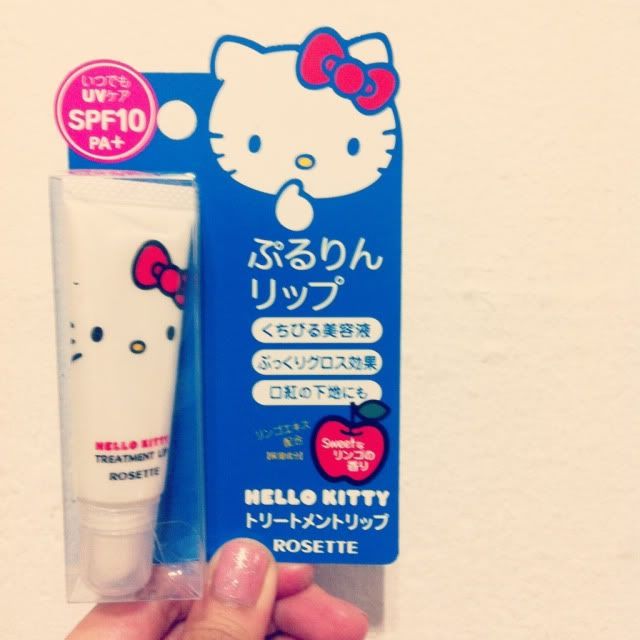 いつでも
UVケア
SPF10
PA+
ぷるりん
リップ
くちびる美容液
ぷっくりグロス効果
口紅の下地にも
リンゴエキス
配合
【保湿成分】
Sweetな
リンゴの
香り
HELLO KITTY
トリートメントリップ
ROSETTE
HELLO KITTY
TREATMENT LIP
ROSETTE